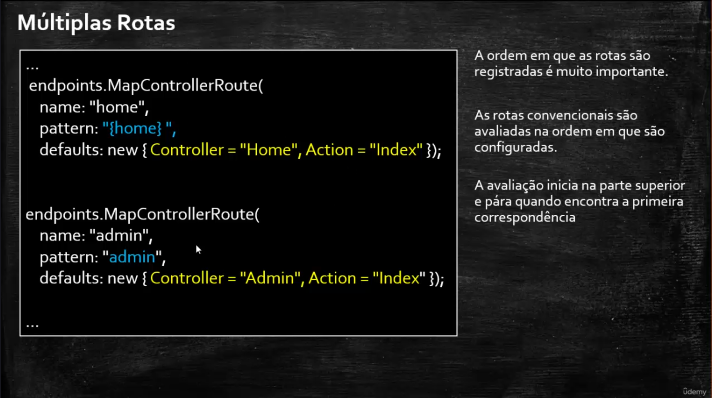 Múltiplas Rotas
...
endpoints.MapControllerRoute(
name: "home",
pattern: "{home} ",
defaults: new { Controller = "Home", Action = "Index" });
endpoints.MapControllerRoute(
name: "admin",
pattern: "admin",
defaults: new { Controller = "Admin", Action = "Index" });
...
A ordem em que as rotas são
registradas é muito importante.
As rotas convencionais são
avaliadas na ordem em que são
configuradas.
A avaliação inicia na parte superior
e pára quando encontra a primeira
correspondência
ûdemy